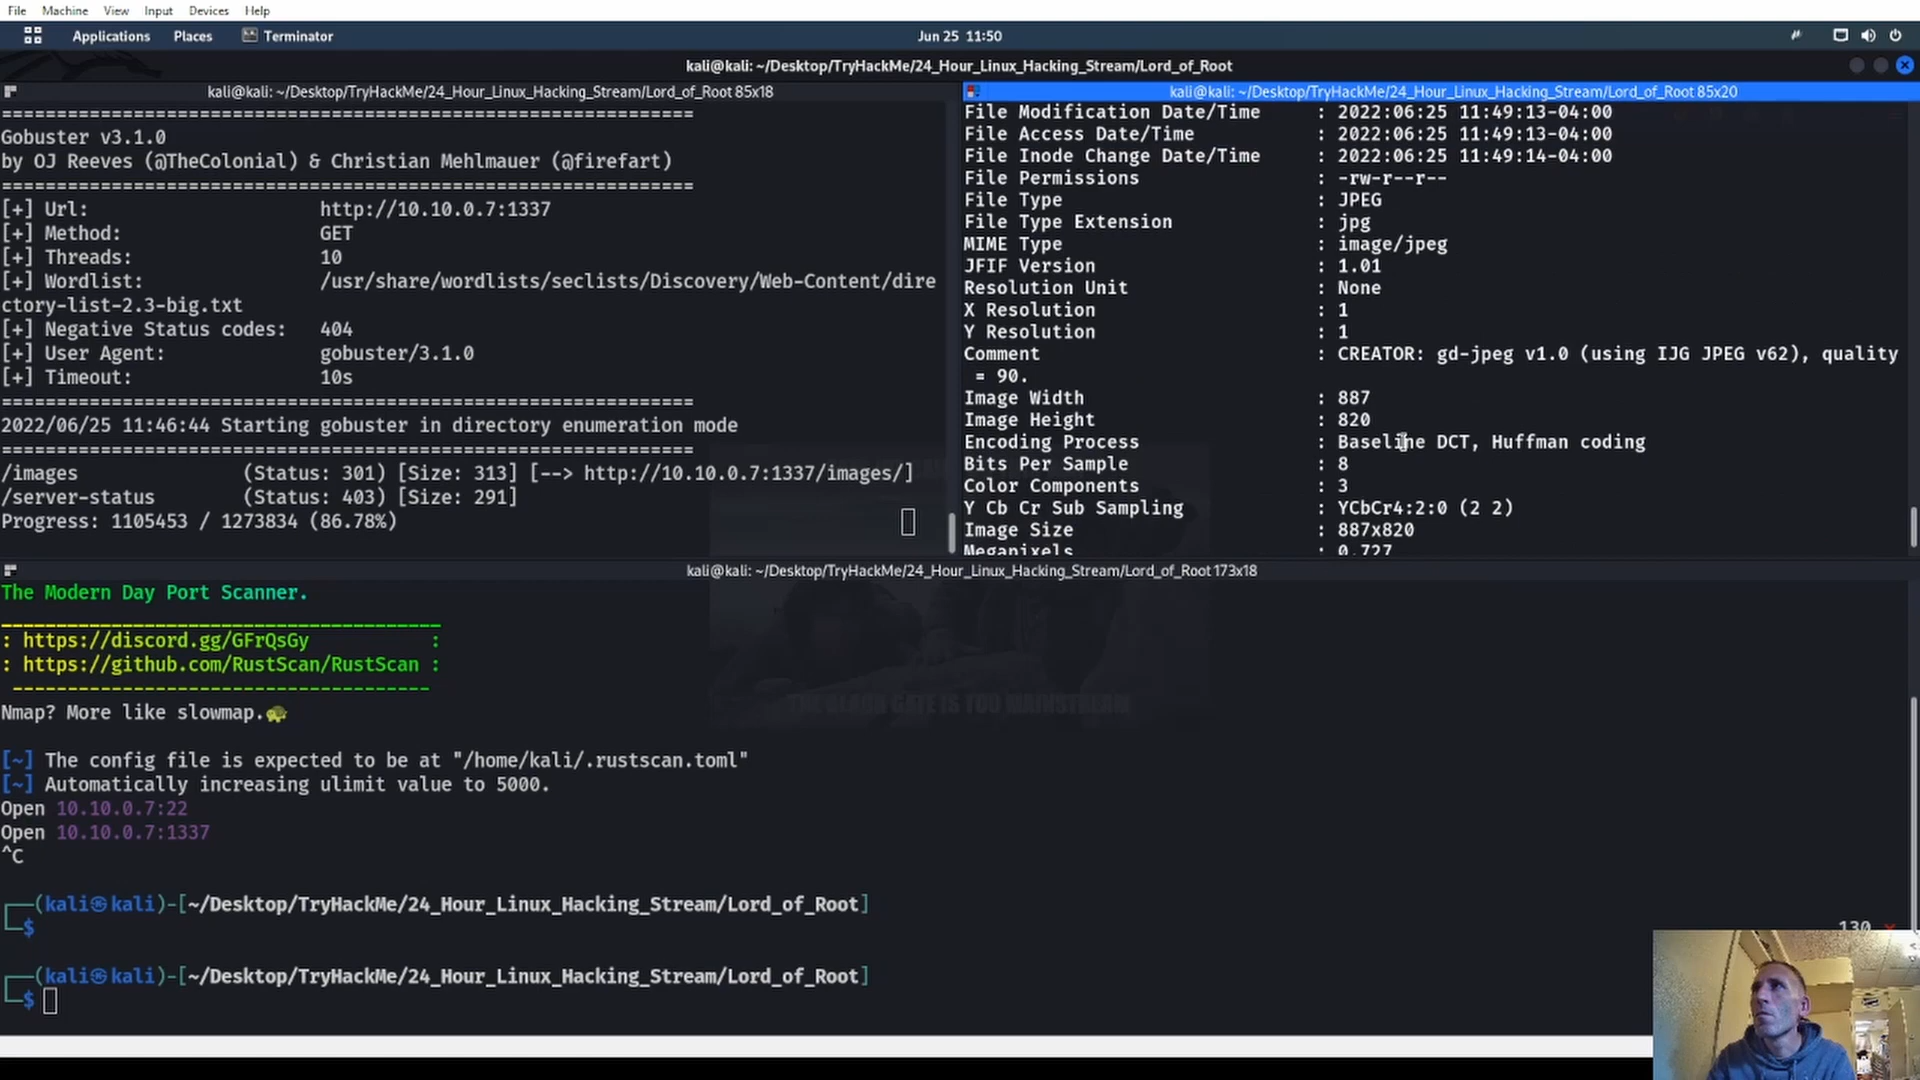 File Machine View Input Devices Help
Applications Places Terminator Jun 25 11:50
kali@kali: ~/Desktop/TryHackMe/24_Hour_Linux_Hacking_Stream/Lord_of_Root
kali@kali: ~/Desktop/TryHackMe/24_Hour_Linux_Hacking_Stream/Lord_of_Root 85x18
=================================================================
Gobuster v3.1.0
by OJ Reeves (@TheColonial) & Christian Mehlmauer (@firefart)
=================================================================
[+] Url: http://10.10.0.7:1337
[+] Method: GET
[+] Threads: 10
[+] Wordlist: /usr/share/wordlists/seclists/Discovery/Web-Content/dire
ctory-list-2.3-big.txt
[+] Negative Status codes: 404
[+] User Agent: gobuster/3.1.0
[+] Timeout: 10s
=================================================================
2022/06/25 11:46:44 Starting gobuster in directory enumeration mode
=================================================================
/images (Status: 301) [Size: 313] [--> http://10.10.0.7:1337/images/]
/server-status (Status: 403) [Size: 291]
Progress: 1105453 / 1273834 (86.78%)
kali@kali: ~/Desktop/TryHackMe/24_Hour_Linux_Hacking_Stream/Lord_of_Root 85x20
File Modification Date/Time : 2022:06:25 11:49:13-04:00
File Access Date/Time : 2022:06:25 11:49:13-04:00
File Inode Change Date/Time : 2022:06:25 11:49:14-04:00
File Permissions : -rw-r--r--
File Type : JPEG
File Type Extension : jpg
MIME Type : image/jpeg
JFIF Version : 1.01
Resolution Unit : None
X Resolution : 1
Y Resolution : 1
Comment : CREATOR: gd-jpeg v1.0 (using IJG JPEG v62), quality
= 90.
Image Width : 887
Image Height : 820
Encoding Process : Baseline DCT, Huffman coding
Bits Per Sample : 8
Color Components : 3
Y Cb Cr Sub Sampling : YCbCr4:2:0 (2 2)
Image Size : 887x820
Megapixels : 0.727
kali@kali: ~/Desktop/TryHackMe/24_Hour_Linux_Hacking_Stream/Lord_of_Root 173x18
The Modern Day Port Scanner.
________________________________________
: https://discord.gg/GFrQsGy :
: https://github.com/RustScan/RustScan :
--------------------------------------
Nmap? More like slowmap.🐢
[~] The config file is expected to be at "/home/kali/.rustscan.toml"
[~] Automatically increasing ulimit value to 5000.
Open 10.10.0.7:22
Open 10.10.0.7:1337
^C
┌──(kali㉿kali)-[~/Desktop/TryHackMe/24_Hour_Linux_Hacking_Stream/Lord_of_Root]
└─$
130 ⨯
┌──(kali㉿kali)-[~/Desktop/TryHackMe/24_Hour_Linux_Hacking_Stream/Lord_of_Root]
└─$
THE BLACK GATE IS TOO MAINSTREAM